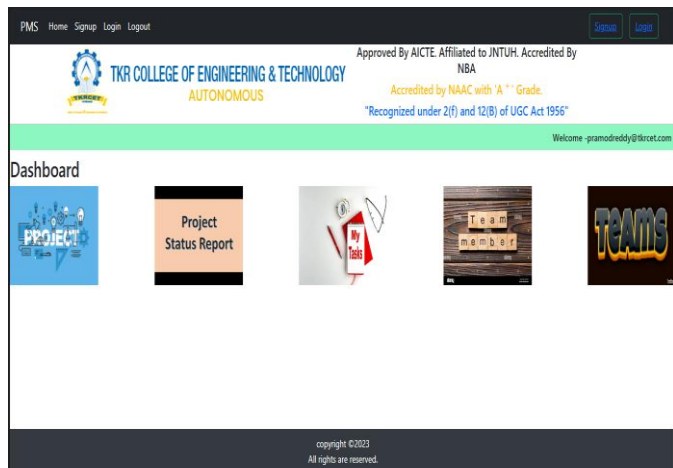 PMS Home Signup Login Logout Signup Login
TKR COLLEGE OF ENGINEERING & TECHNOLOGY
AUTONOMOUS
TKRCET
Approved By AICTE. Affiliated to JNTUH. Accredited By
NBA
Accredited by NAAC with 'A + ' Grade.
"Recognized under 2(f) and 12(B) of UGC Act 1956"
Welcome -pramodreddy@tkrcet.com
Dashboard
PROJECT
Project
Status Report
My
Tasks
Team
member
TEAMS
copyright ©2023
All rights are reserved.